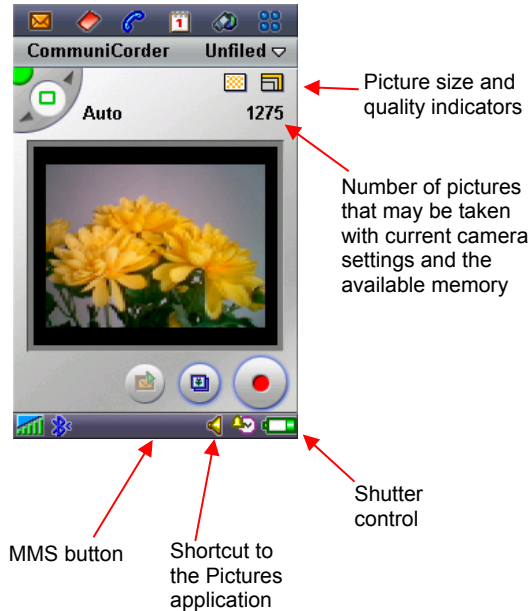 1
CommuniCorder Unfiled
Auto 1275
Picture size and
quality indicators
Number of pictures
that may be taken
with current camera
settings and the
available memory
Shutter
control
MMS button
Shortcut to
the Pictures
application